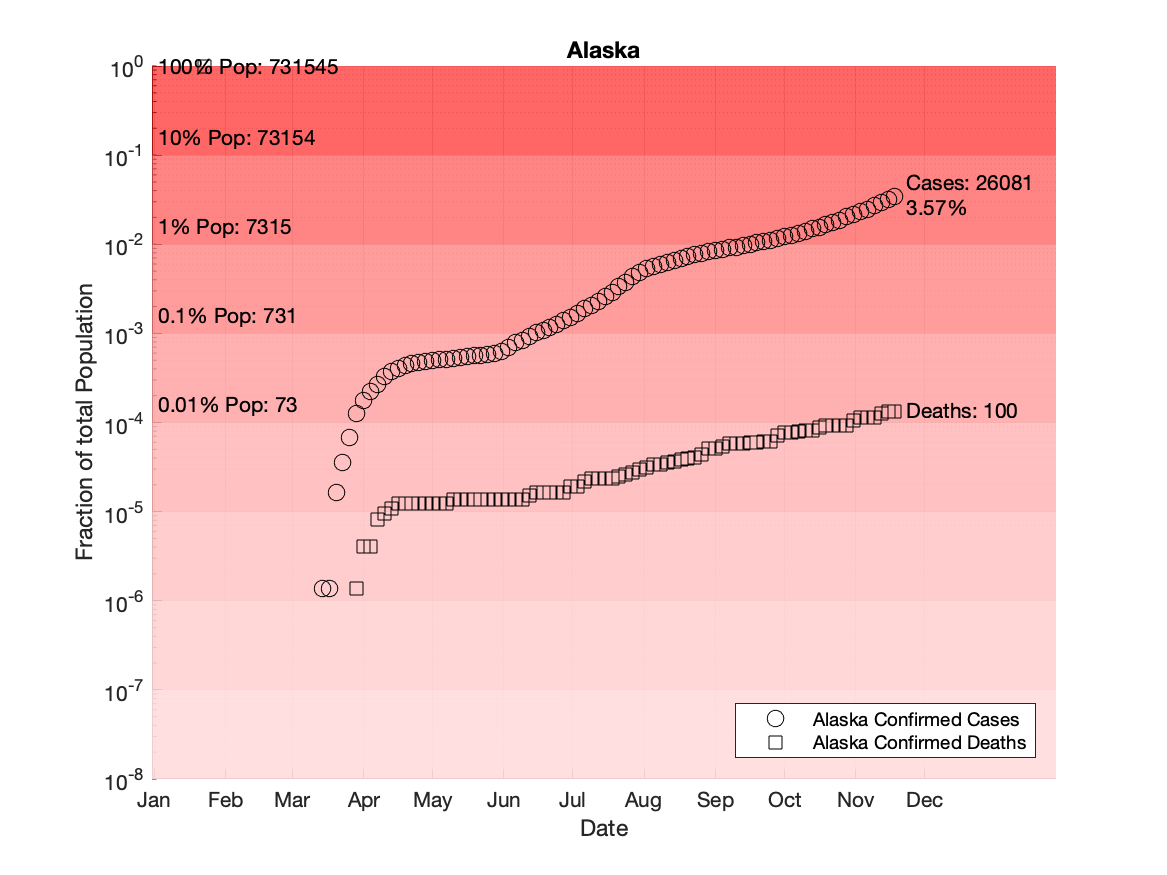 Alaska
10^0
100% Pop: 731545
10% Pop: 73154
10^-1
Cases: 26081
3.57%
1% Pop: 7315
10^-2
0.1% Pop: 731
10^-3
0.01% Pop: 73
Deaths: 100
10^-4
10^-5
10^-6
10^-7
10^-8
Fraction of total Population
Alaska Confirmed Cases
Alaska Confirmed Deaths
Jan Feb Mar Apr May Jun Jul Aug Sep Oct Nov Dec
Date